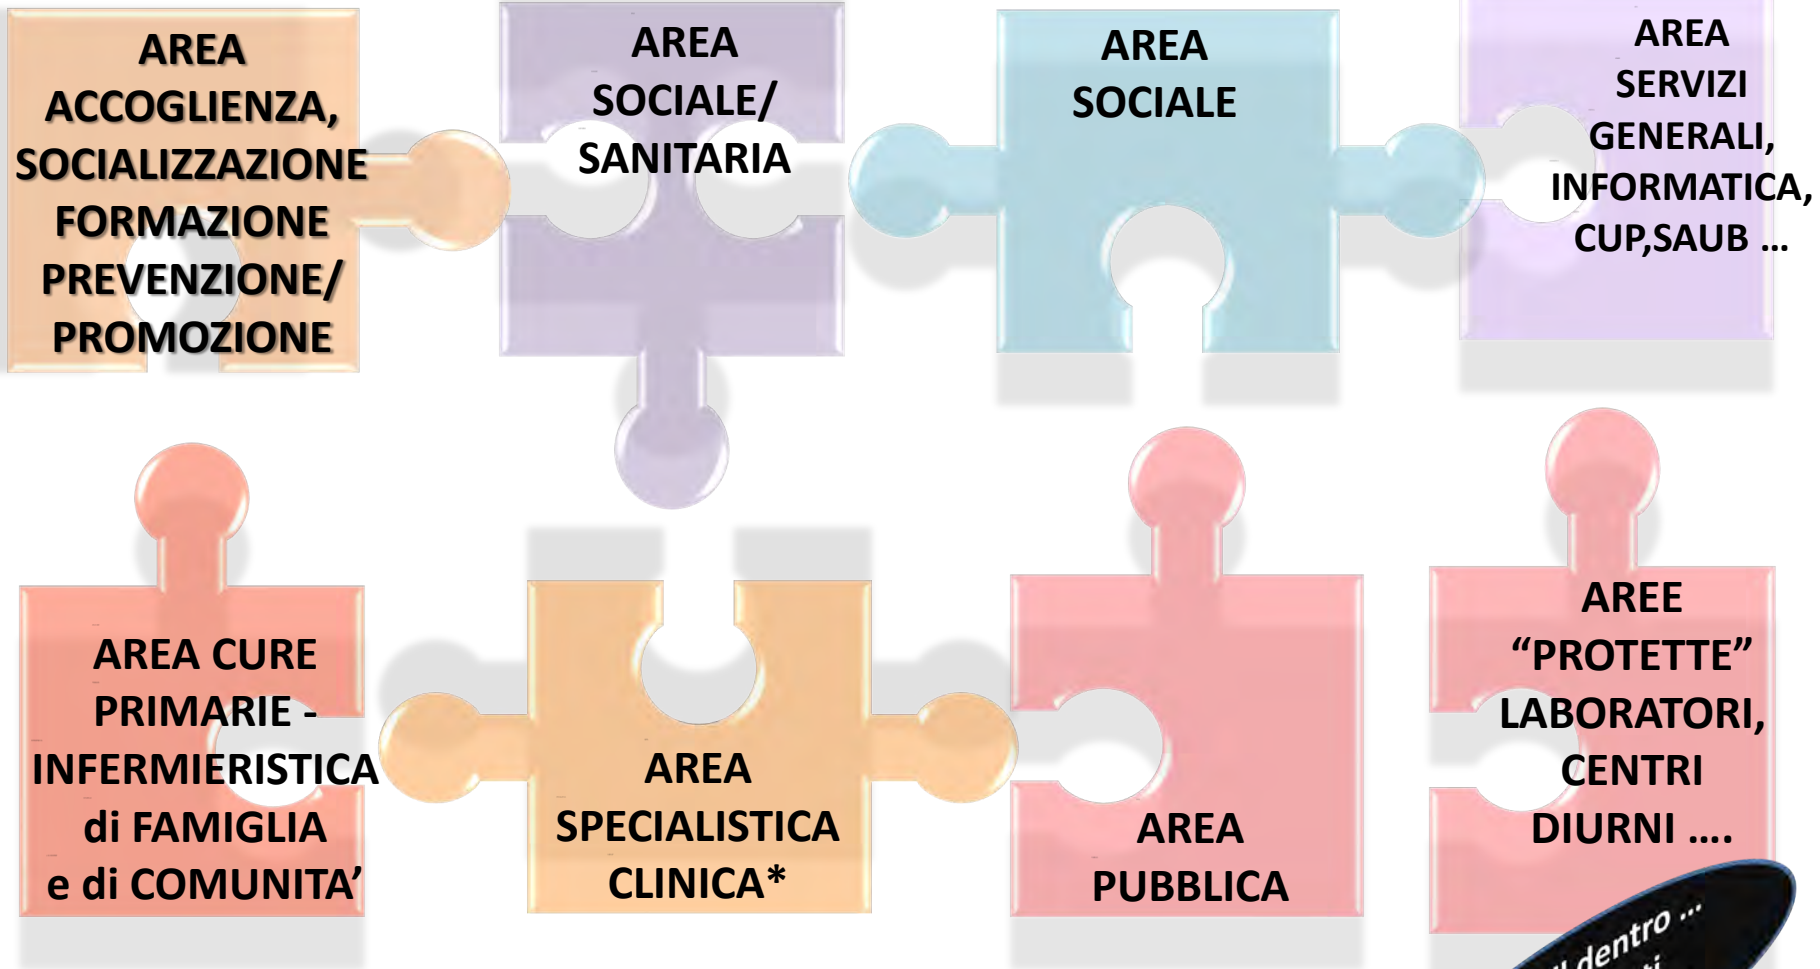 AREA
ACCOGLIENZA,
SOCIALIZZAZIONE
FORMAZIONE
PREVENZIONE/
PROMOZIONE
AREA
SOCIALE/
SANITARIA
AREA
SOCIALE
AREA
SERVIZI
GENERALI,
INFORMATICA,
CUP,SAUB ...
AREA CURE
PRIMARIE -
INFERMIERISTICA
di FAMIGLIA
e di COMUNITA’
AREA
SPECIALISTICA
CLINICA*
AREA
PUBBLICA
AREE
“PROTETTE”
LABORATORI,
CENTRI
DIURNI ....
dentro ...